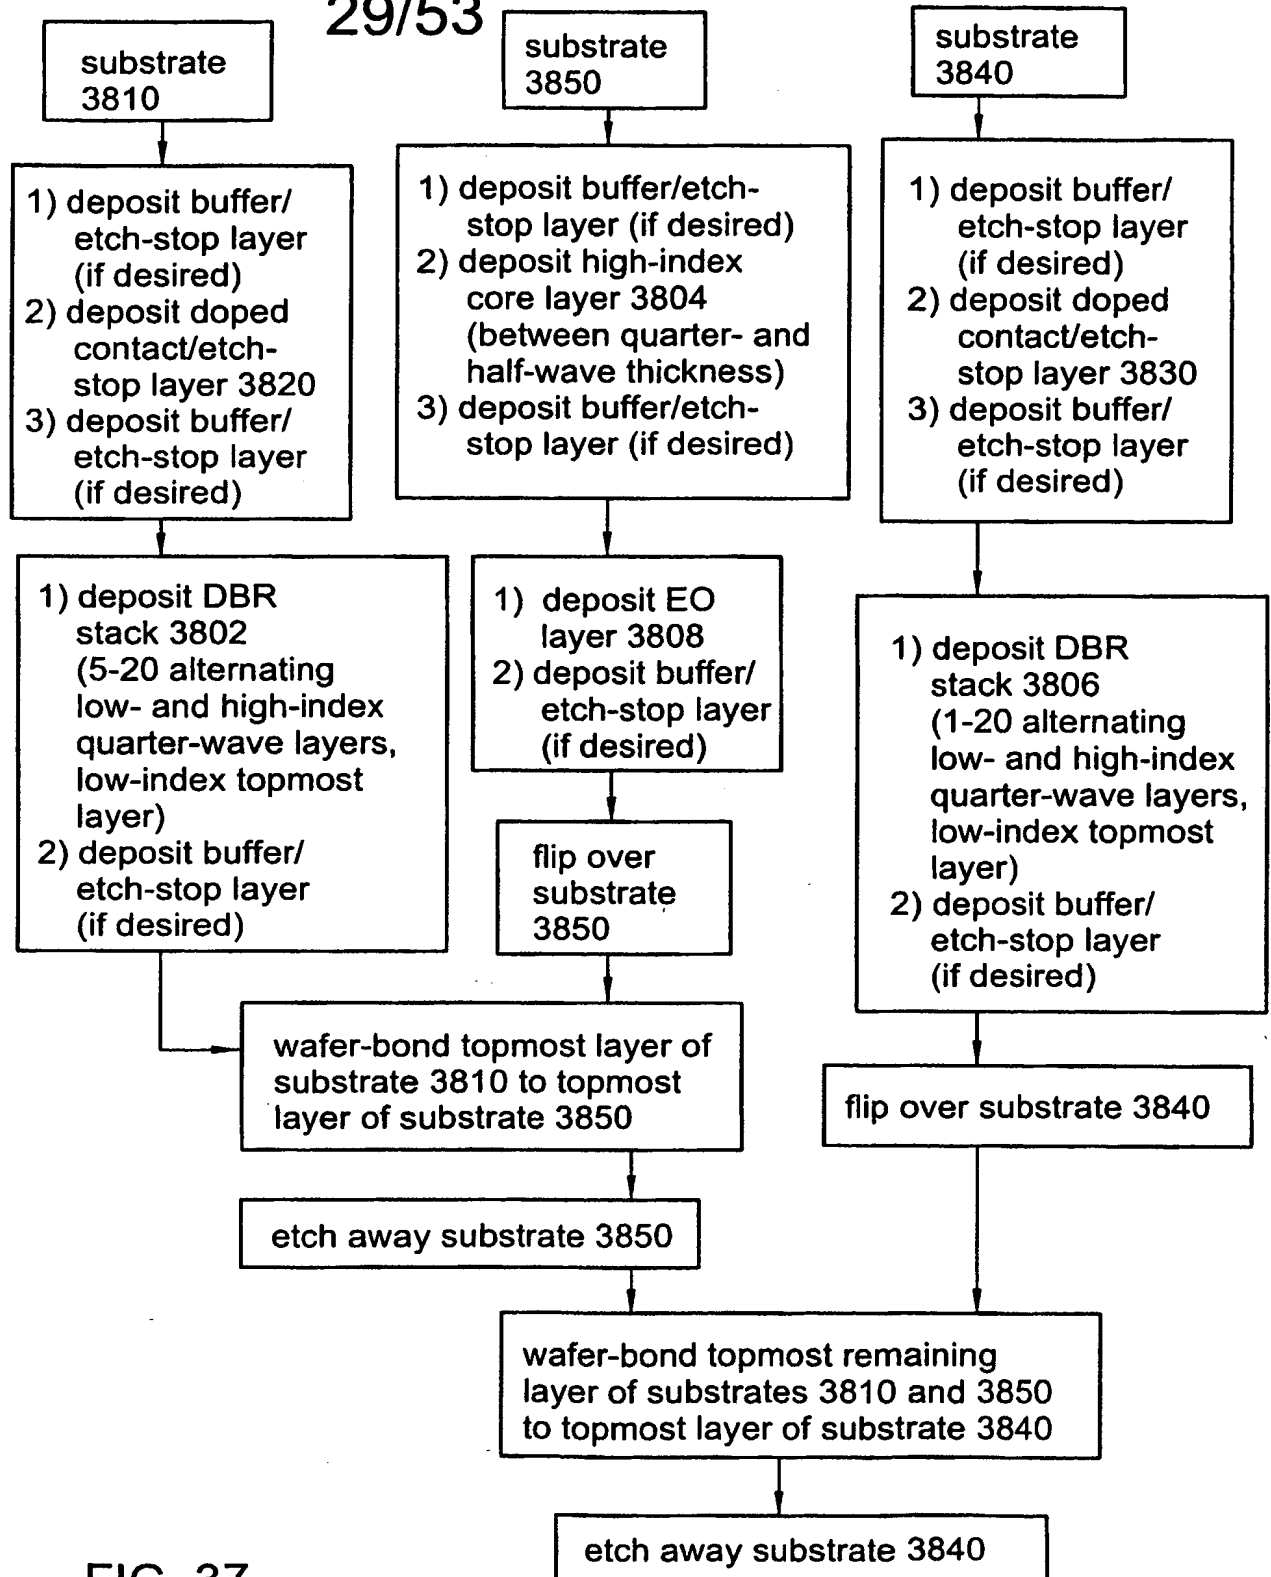 29/53
substrate
3810
substrate
3850
substrate
3840
1) deposit buffer/
etch-stop layer
(if desired)
2) deposit doped
contact/etch-
stop layer 3820
3) deposit buffer/
etch-stop layer
(if desired)
1) deposit buffer/etch-
stop layer (if desired)
2) deposit high-index
core layer 3804
(between quarter- and
half-wave thickness)
3) deposit buffer/etch-
stop layer (if desired)
1) deposit buffer/
etch-stop layer
(if desired)
2) deposit doped
contact/etch-
stop layer 3830
3) deposit buffer/
etch-stop layer
(if desired)
1) deposit DBR
stack 3802
(5-20 alternating
low- and high-index
quarter-wave layers,
low-index topmost
layer)
2) deposit buffer/
etch-stop layer
(if desired)
1) deposit EO
layer 3808
2) deposit buffer/
etch-stop layer
(if desired)
1) deposit DBR
stack 3806
(1-20 alternating
low- and high-index
quarter-wave layers,
low-index topmost
layer)
2) deposit buffer/
etch-stop layer
(if desired)
flip over
substrate
3850
wafer-bond topmost layer of
substrate 3810 to topmost
layer of substrate 3850
flip over substrate 3840
etch away substrate 3850
wafer-bond topmost remaining
layer of substrates 3810 and 3850
to topmost layer of substrate 3840
etch away substrate 3840
FIG. 37